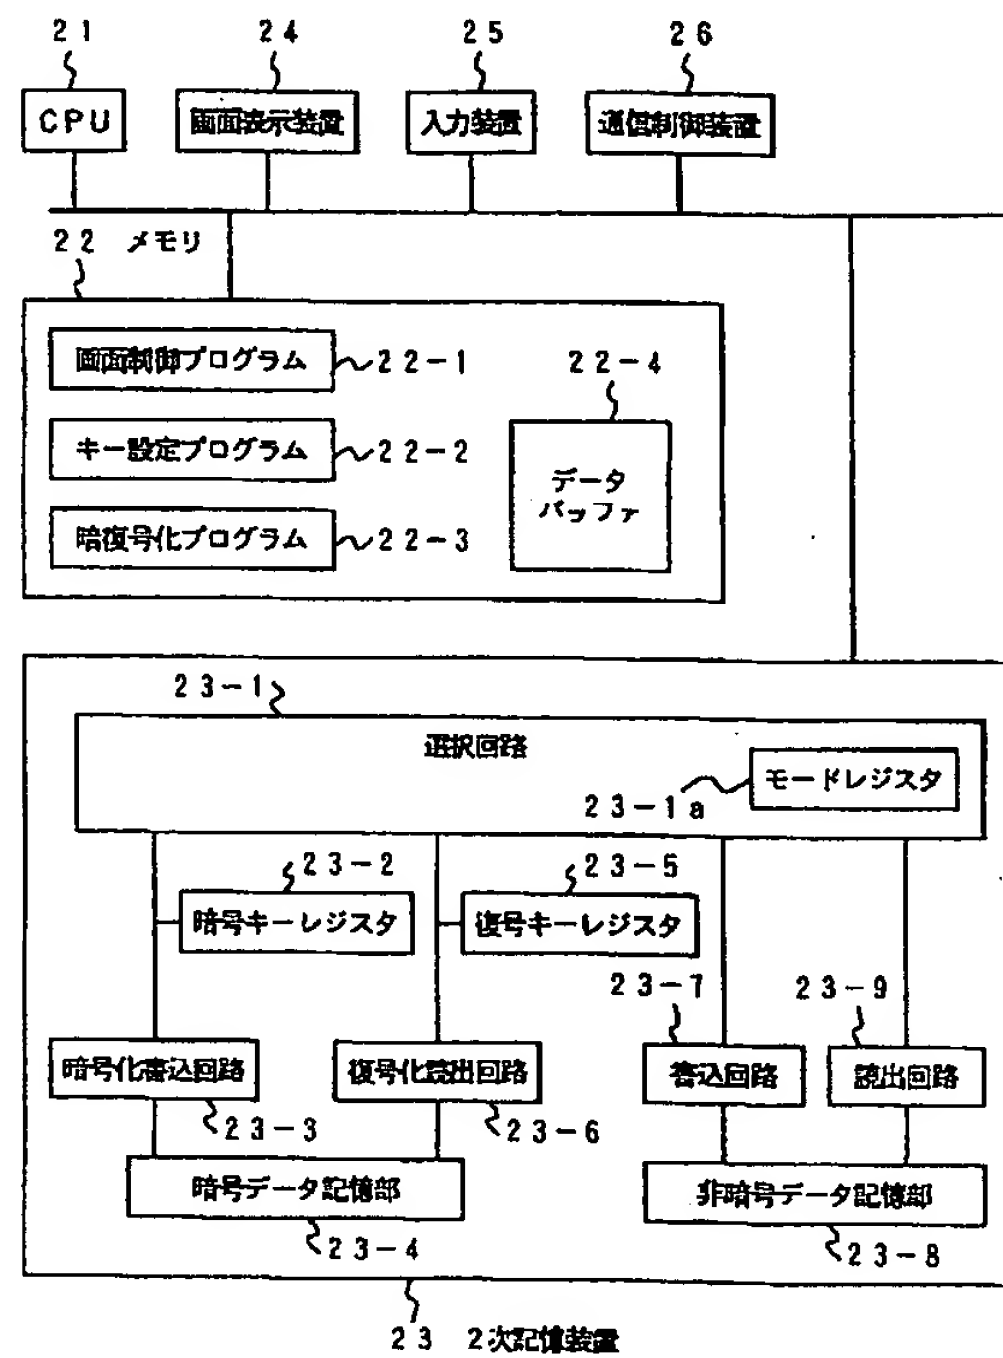 21 24 25 26
CPU 画面表示装置 入力装置 通信制御装置
22 メモリ
画面制御プログラム 22-1 22-4
キー設定プログラム 22-2
データ
バッファ
暗復号化プログラム 22-3
23-1
選択回路
モードレジスタ
23-1a
23-2 23-5
暗号キーレジスタ 復号キーレジスタ
23-7 23-9
暗号化書込回路 復号化読出回路 書込回路 読出回路
23-3 23-6
暗号データ記憶部 非暗号データ記憶部
23-4 23-8
23 2次記憶装置